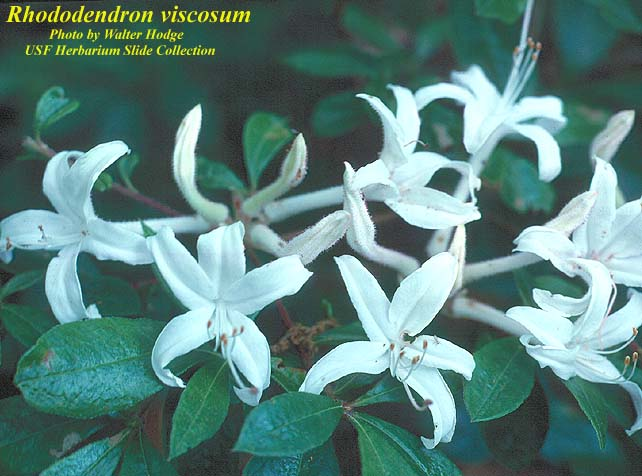 Rhododendron viscosum
Photo by Walter Hodge
USF Herbarium Slide Collection